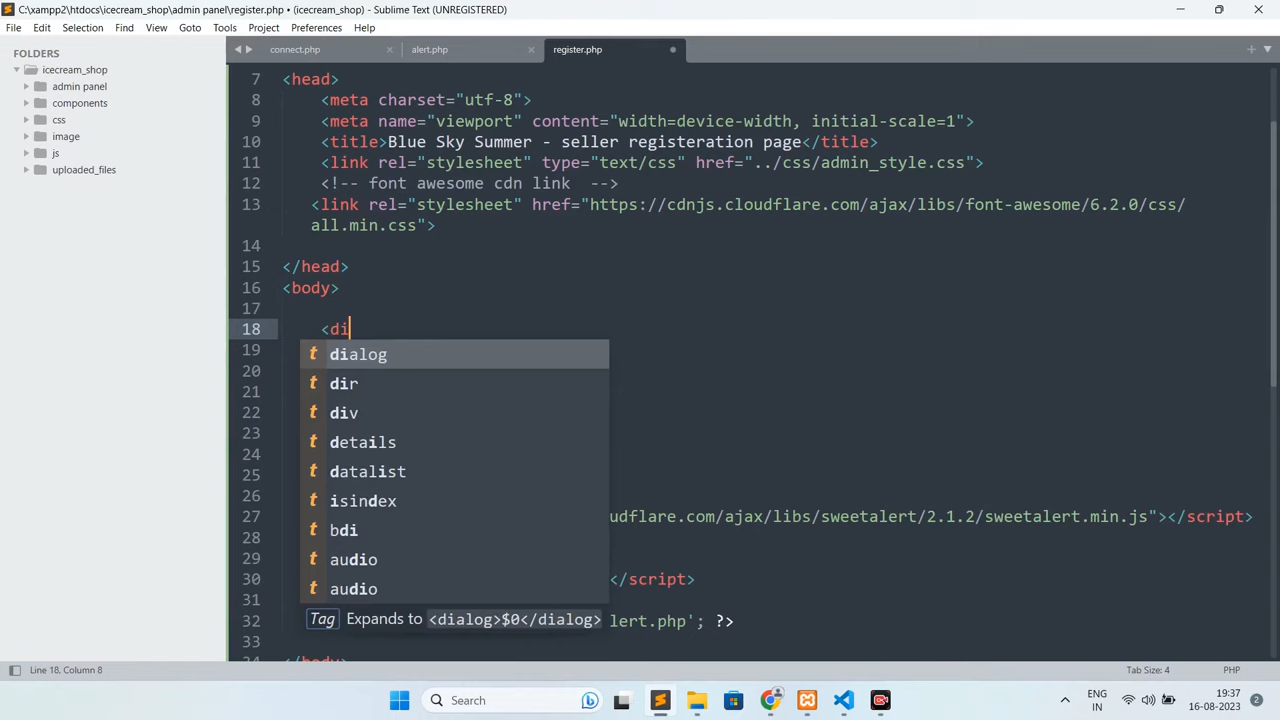 C:\xampp2\htdocs\icecream_shop\admin panel\register.php • (icecream_shop) - Sublime Text (UNREGISTERED)
File Edit Selection Find View Goto Tools Project Preferences Help
FOLDERS
icecream_shop
admin panel
components
css
image
js
uploaded_files
connect.php alert.php register.php
7 <head>
8 <meta charset="utf-8">
9 <meta name="viewport" content="width=device-width, initial-scale=1">
10 <title>Blue Sky Summer - seller registeration page</title>
11 <link rel="stylesheet" type="text/css" href="../css/admin_style.css">
12 <!-- font awesome cdn link -->
13 <link rel="stylesheet" href="https://cdnjs.cloudflare.com/ajax/libs/font-awesome/6.2.0/css/
all.min.css">
14
15 </head>
16 <body>
17
18 <di
19
20
21
22
23
24
25
26
27 udflare.com/ajax/libs/sweetalert/2.1.2/sweetalert.min.js"></script>
28
29
30 </script>
31
32 lert.php'; ?>
33
34 </body>
t dialog
t dir
t div
t details
t datalist
t isindex
t bdi
t audio
t audio
Tag Expands to <dialog>$0</dialog>
Line 18, Column 8
Tab Size: 4 PHP
Search
ENG
IN
19:37
16-08-2023
2